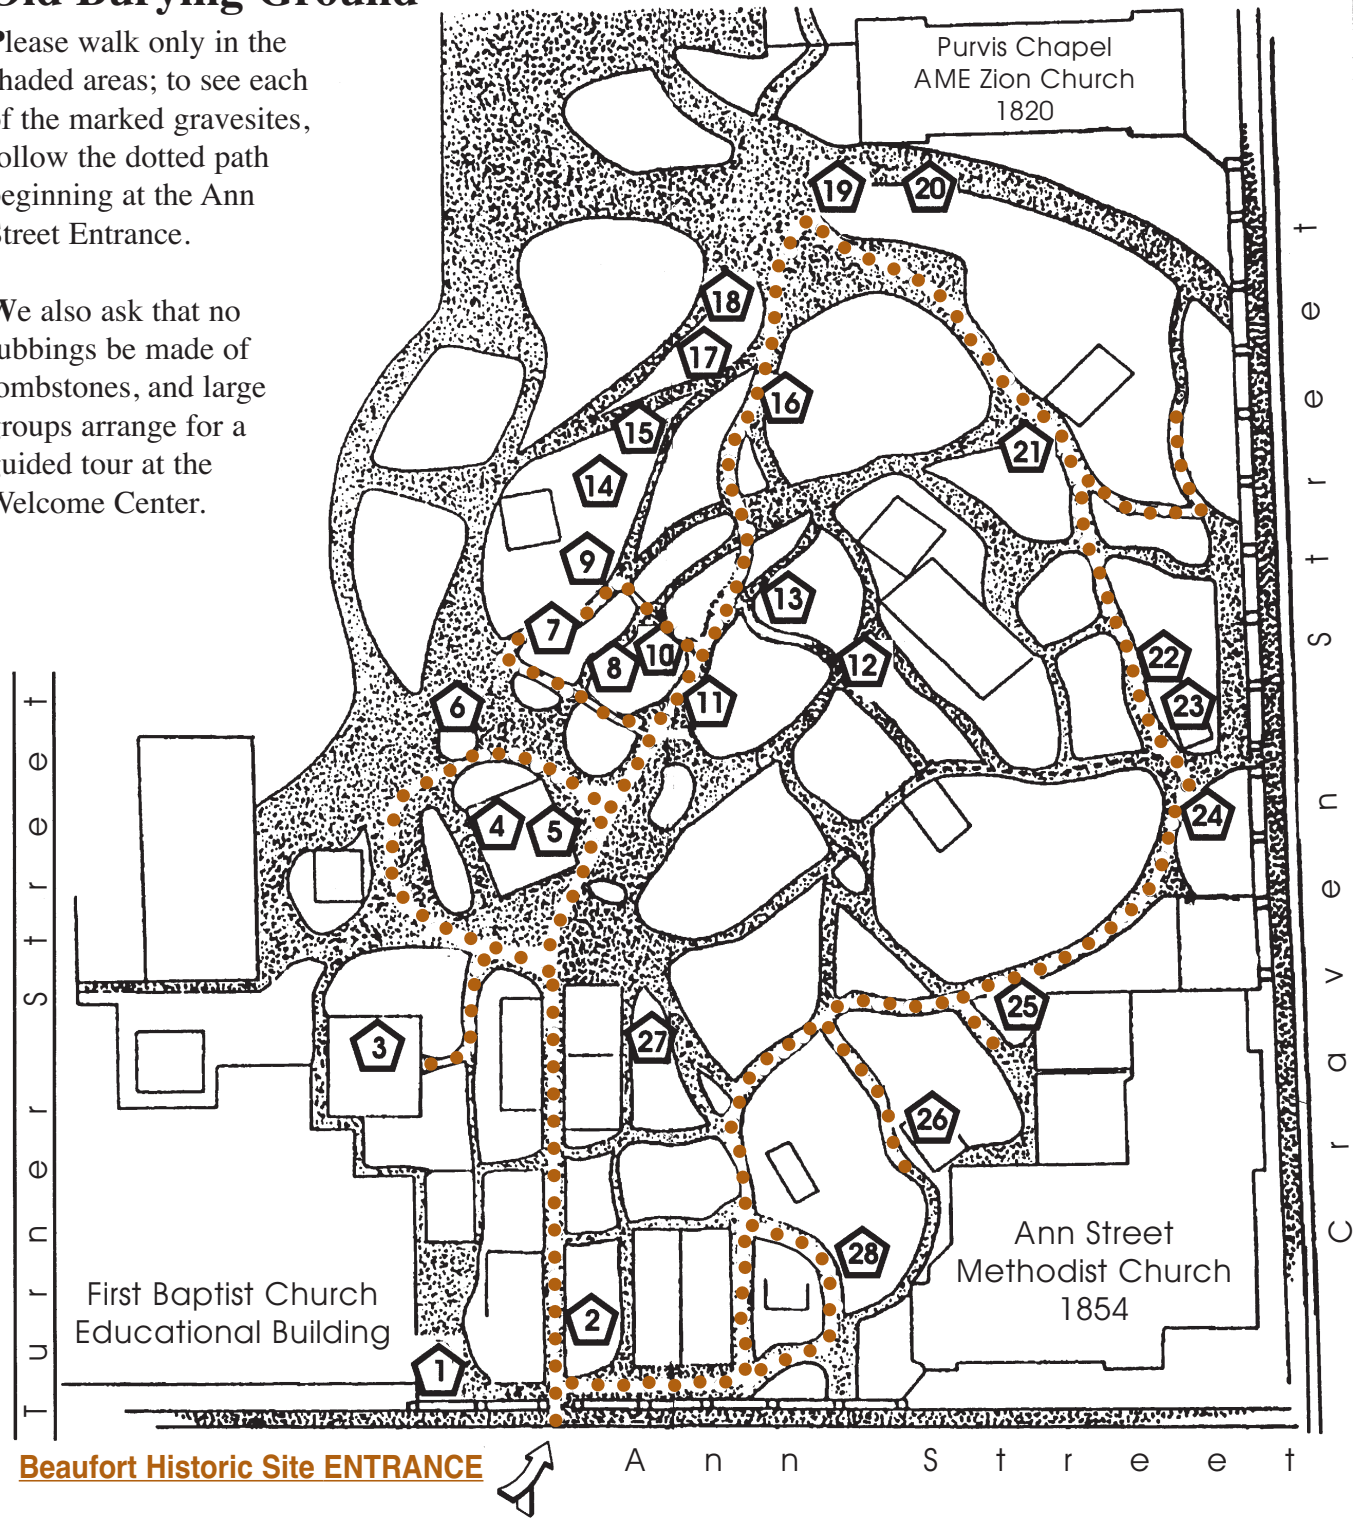 Old Burying Ground
Please walk only in the
shaded areas; to see each
of the marked gravesites,
follow the dotted path
beginning at the Ann
Street Entrance.
We also ask that no
rubbings be made of
tombstones, and large
groups arrange for a
guided tour at the
Welcome Center.
Purvis Chapel
AME Zion Church
1820
19
20
18
17
16
15
21
14
9
13
7
10
8
12
22
11
23
6
4
5
24
3
27
25
26
28
2
1
Ann Street
Methodist Church
1854
First Baptist Church
Educational Building
Turner Street
Craven Street
Ann Street
Beaufort Historic Site ENTRANCE